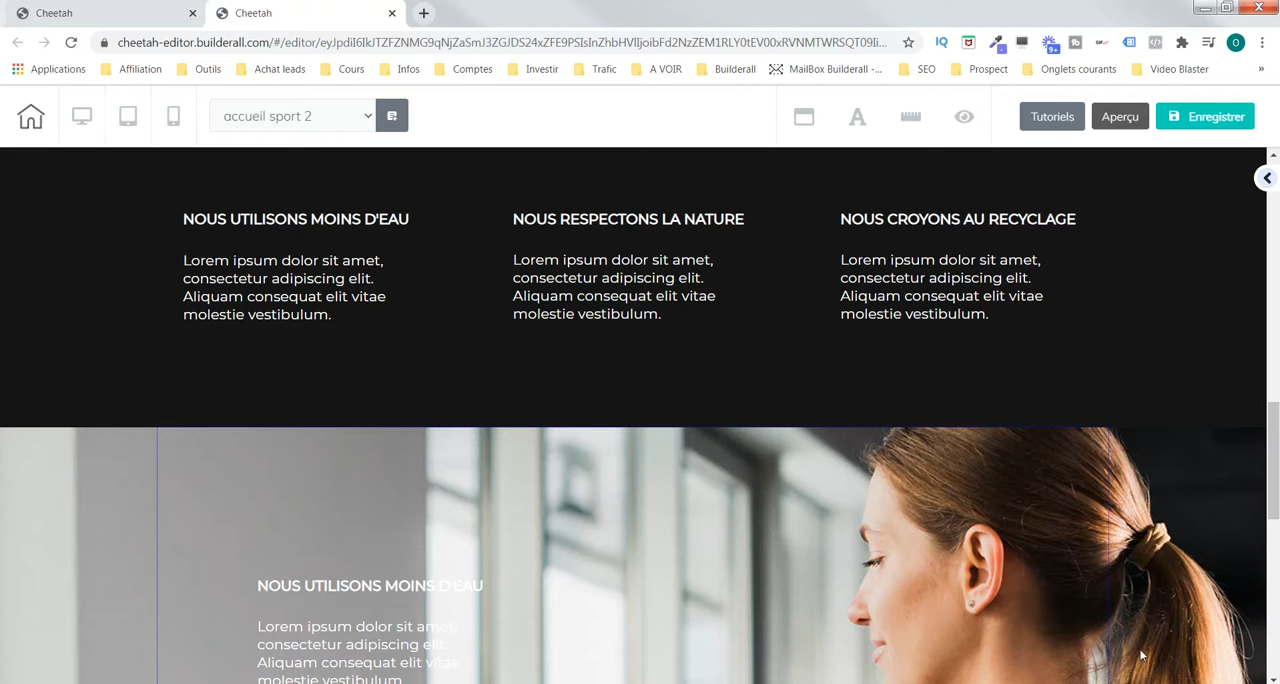 Cheetah
Cheetah
cheetah-editor.builderall.com/#/editor/
Applications
Affiliation
Outils
Achat leads
Cours
Infos
Comptes
Investir
Trafic
A VOIR
Builderall
MailBox Builderall -...
SEO
Prospect
Onglets courants
Video Blaster
»
accueil sport 2
Tutoriels
Aperçu
Enregistrer
NOUS UTILISONS MOINS D'EAU
Lorem ipsum dolor sit amet,
consectetur adipiscing elit.
Aliquam consequat elit vitae
molestie vestibulum.
NOUS RESPECTONS LA NATURE
Lorem ipsum dolor sit amet,
consectetur adipiscing elit.
Aliquam consequat elit vitae
molestie vestibulum.
NOUS CROYONS AU RECYCLAGE
Lorem ipsum dolor sit amet,
consectetur adipiscing elit.
Aliquam consequat elit vitae
molestie vestibulum.
NOUS UTILISONS MOINS D'EAU
Lorem ipsum dolor sit amet,
consectetur adipiscing elit.
Aliquam consequat elit vitae
molestie vestibulum.